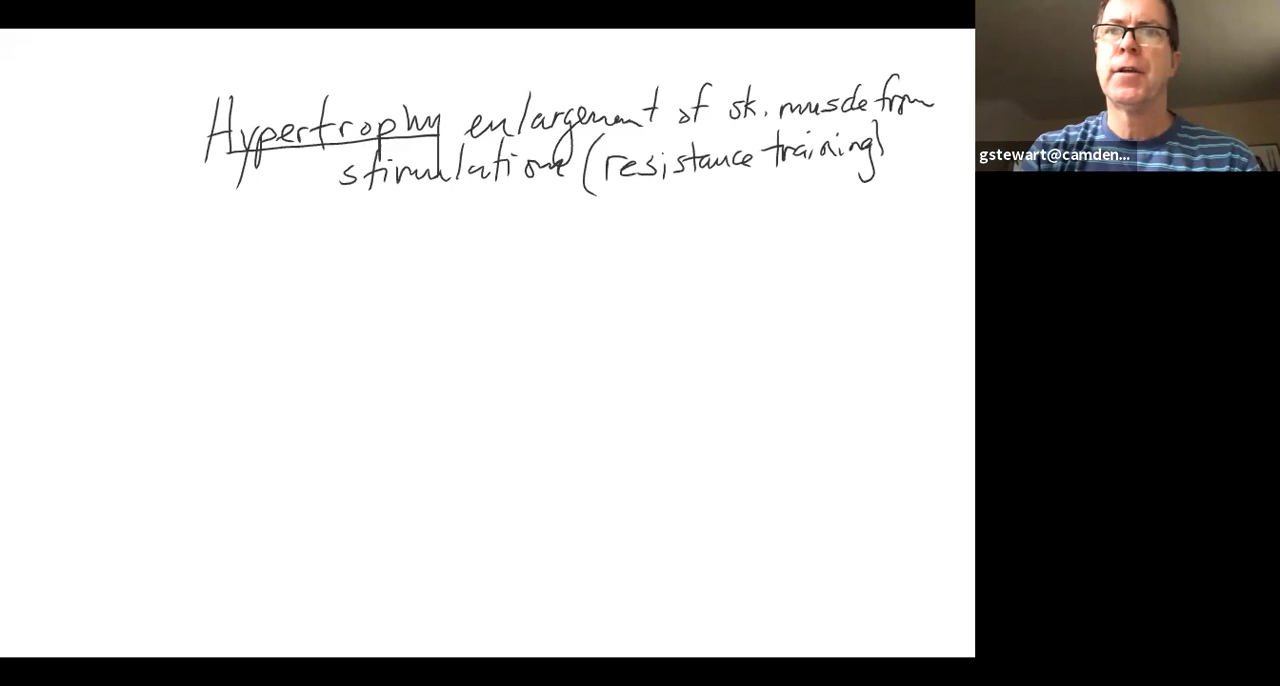 Hypertrophy enlargement of sk. muscle from
stimulation (resistance training)
gstewart@camden...